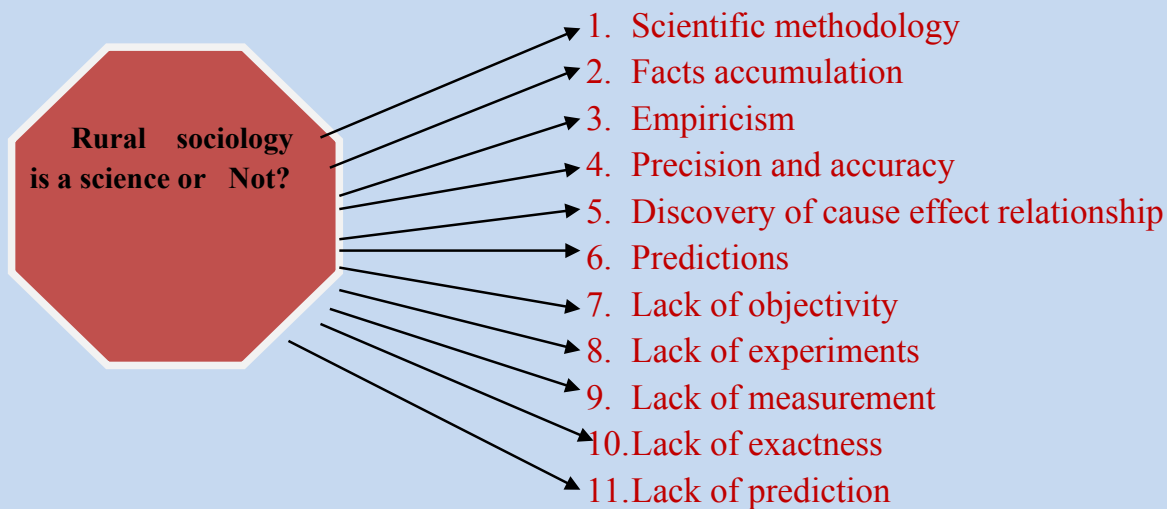 Rural sociology
is a science or Not?
1. Scientific methodology
2. Facts accumulation
3. Empiricism
4. Precision and accuracy
5. Discovery of cause effect relationship
6. Predictions
7. Lack of objectivity
8. Lack of experiments
9. Lack of measurement
10.Lack of exactness
11.Lack of prediction